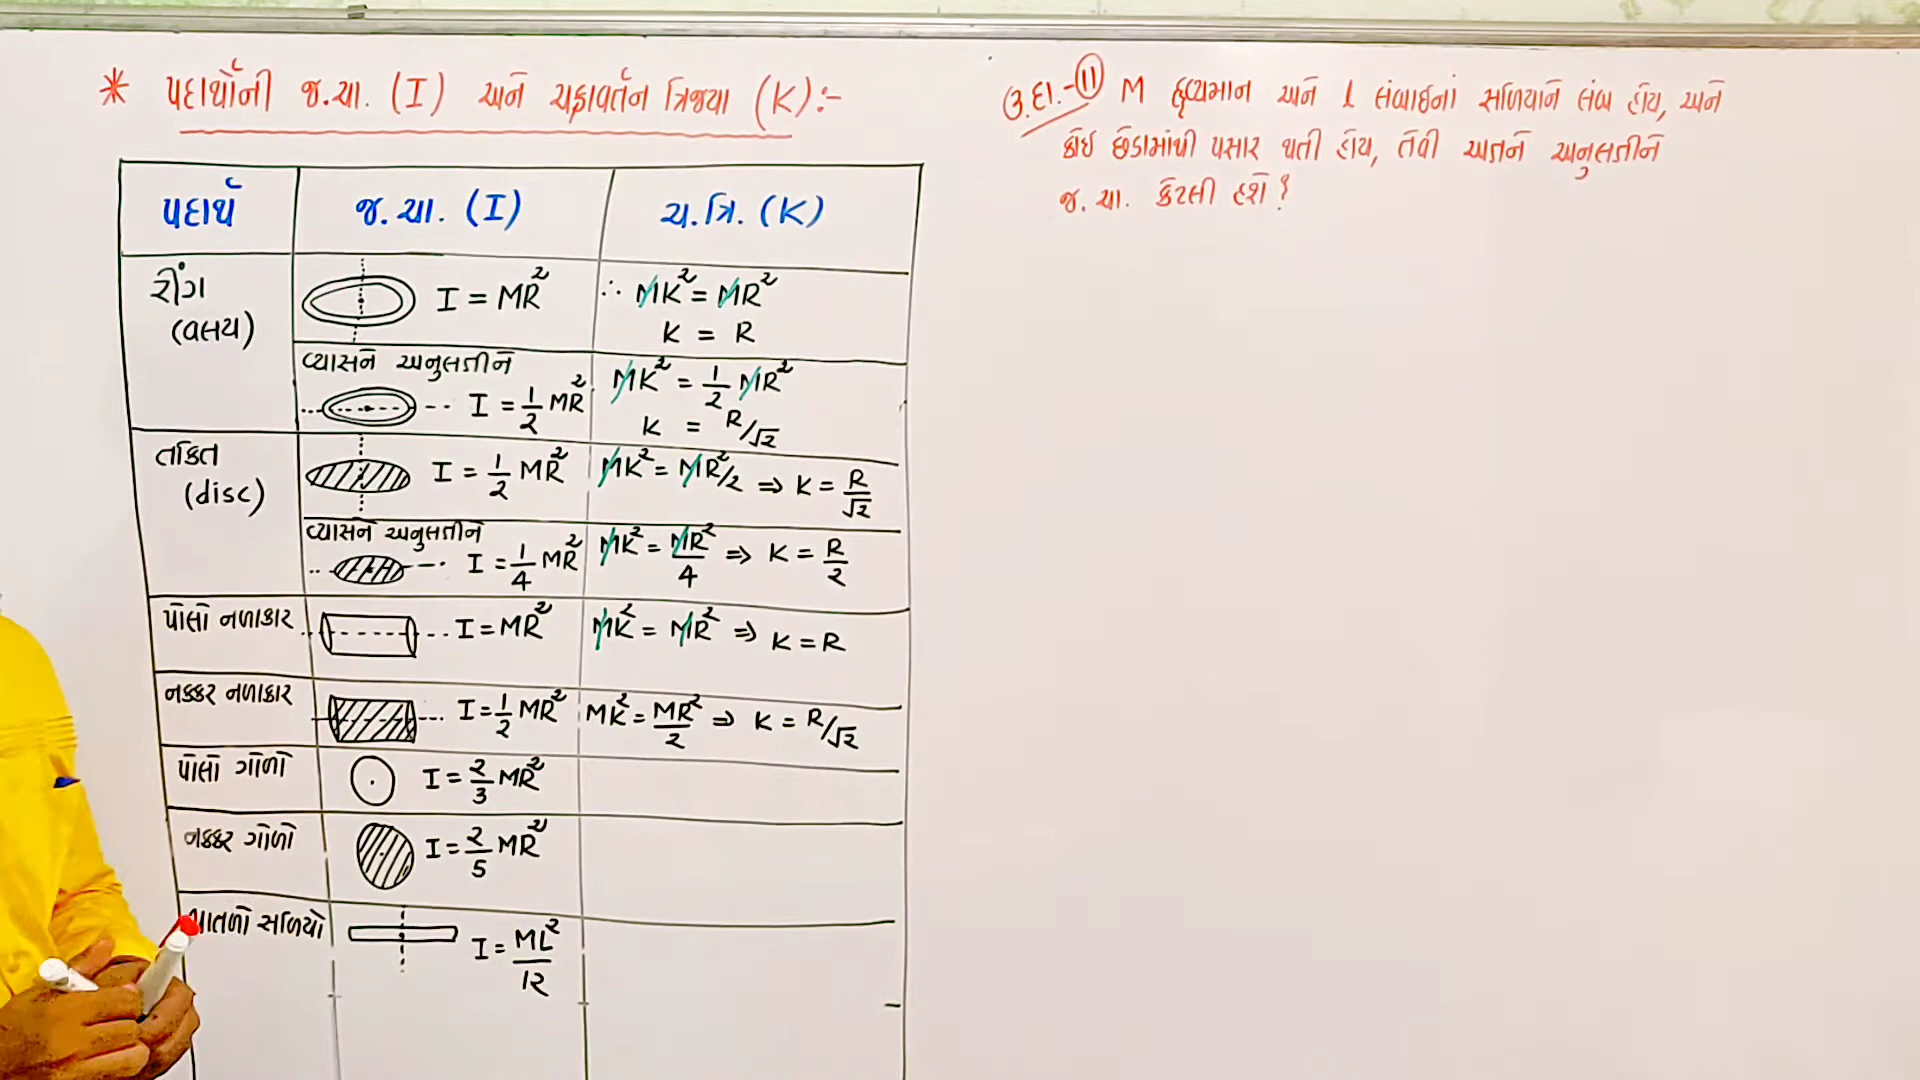 * પદાર્થોની જ.ચા. (I) અને ચક્રાવર્તન ત્રિજ્યા (K):-
પદાર્થ જ.ચા. (I) ચ.ત્રિ. (K)
રીંગ (વલય) I = MR² ∴ MK² = MR²
K = R
વ્યાસને અનુલક્ષીને I = 1/2 MR² MK² = 1/2 MR²
K = R/√2
તકિત (disc) I = 1/2 MR² MK² = MR²/2 ⇒ K = R/√2
વ્યાસને અનુલક્ષીને I = 1/4 MR² MK² = MR²/4 ⇒ K = R/2
પોલો નળાકાર I = MR² MK² = MR² ⇒ K = R
નક્કર નળાકાર I = 1/2 MR² MK² = MR²/2 ⇒ K = R/√2
પોલો ગોળો I = 2/3 MR²
નક્કર ગોળો I = 2/5 MR²
પાતળો સળિયો I = ML²/12
ઉ.દા.-(11) M દ્રવ્યમાન અને l લંબાઈનાં સળિયાને લંબ હોય, અને
કોઇ છેડામાંથી પસાર થતી હોય, તેવી અક્ષને અનુલક્ષીને
જ. ચા. કેટલી હશે?